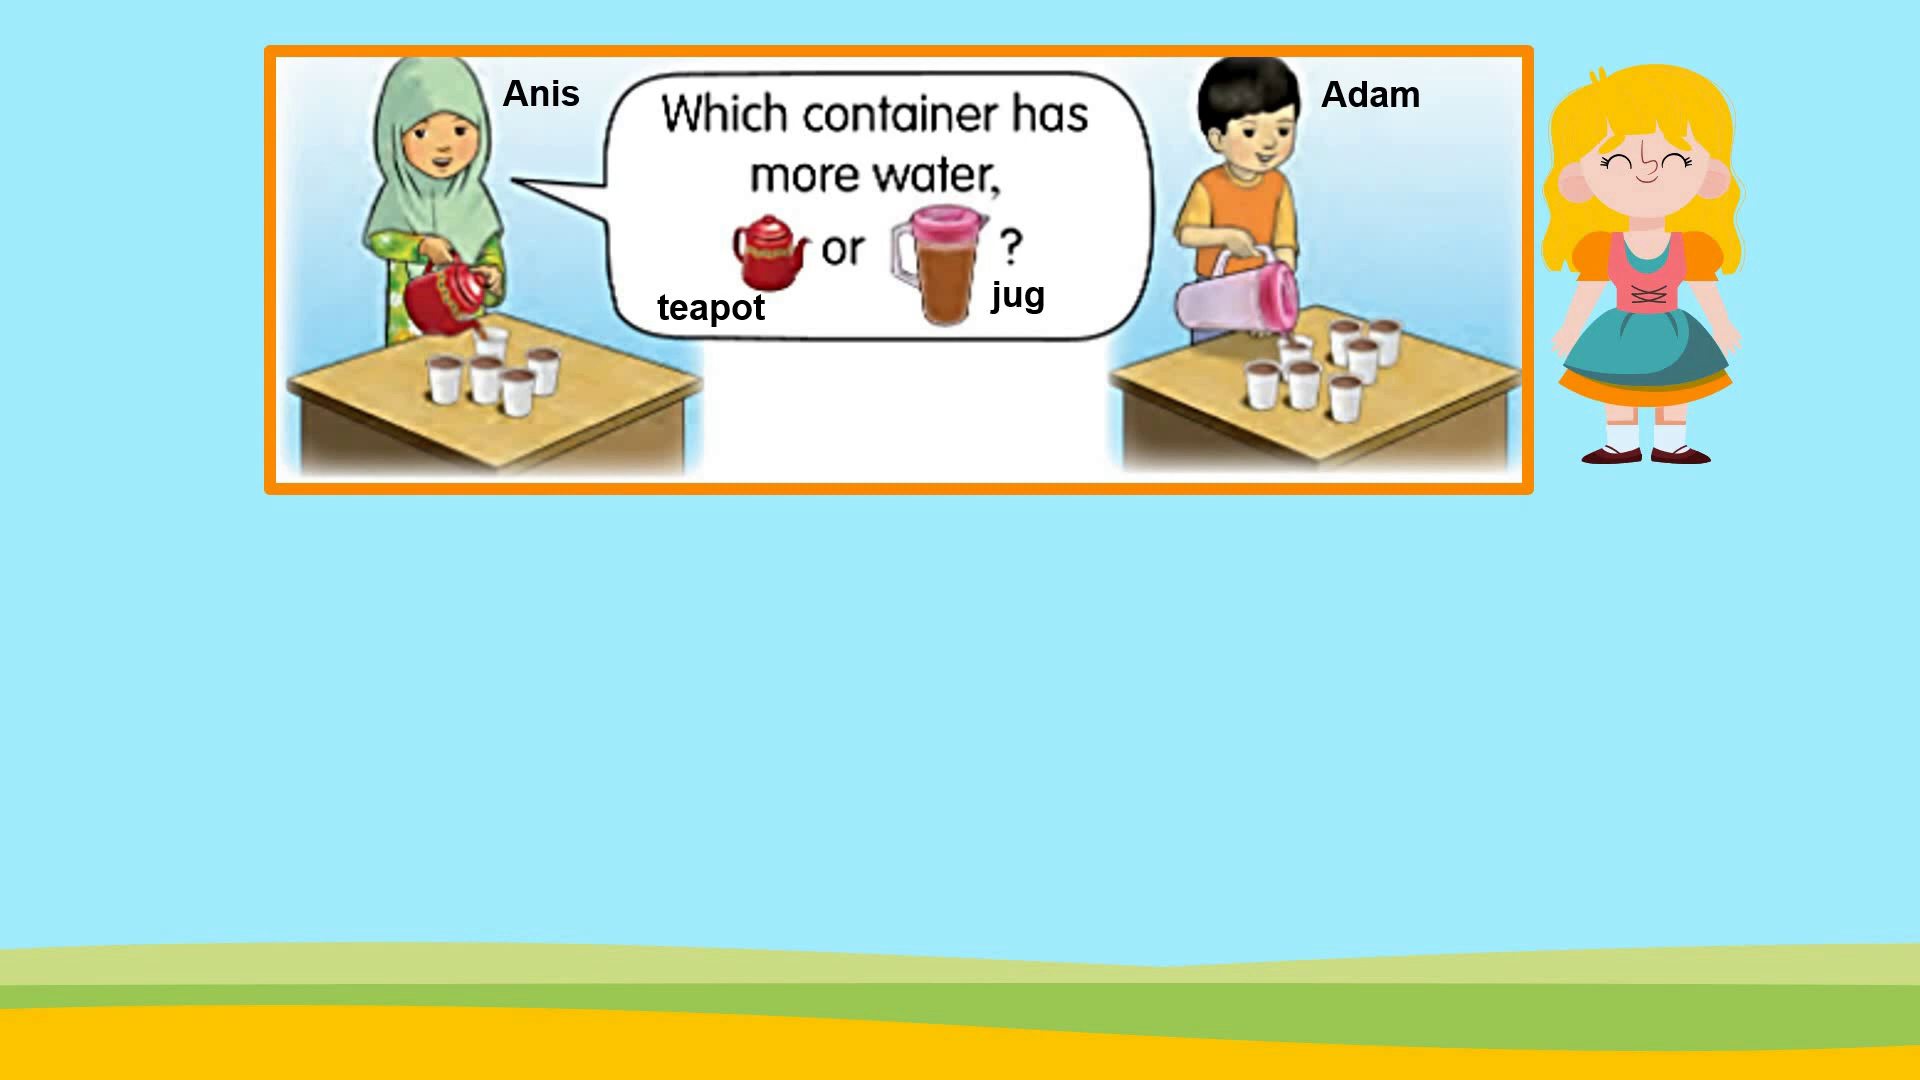 Anis
Which container has
more water,
or ?
teapot
jug
Adam